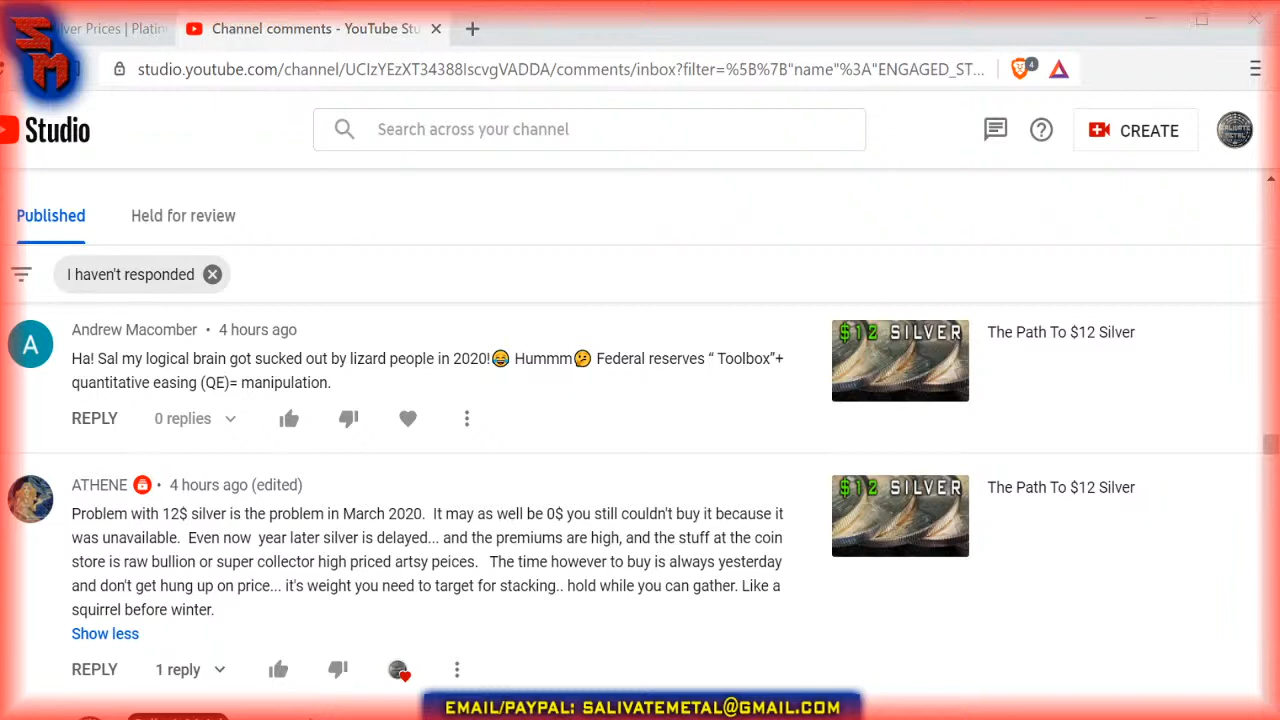 SM
lver Prices | Platin
Channel comments - YouTube Stu
studio.youtube.com/channel/UCIzYEzXT34388IscvgVADDA/comments/inbox?filter=%5B%7B"name"%3A"ENGAGED_ST...
4
Studio
Search across your channel
CREATE
Published
Held for review
I haven't responded
Andrew Macomber • 4 hours ago
Ha! Sal my logical brain got sucked out by lizard people in 2020!😂 Hummm🤔 Federal reserves “ Toolbox”+
quantitative easing (QE)= manipulation.
REPLY 0 replies
$12 SILVER
The Path To $12 Silver
A
ATHENE • 4 hours ago (edited)
Problem with 12$ silver is the problem in March 2020. It may as well be 0$ you still couldn't buy it because it
was unavailable. Even now year later silver is delayed... and the premiums are high, and the stuff at the coin
store is raw bullion or super collector high priced artsy peices. The time however to buy is always yesterday
and don't get hung up on price... it's weight you need to target for stacking.. hold while you can gather. Like a
squirrel before winter.
Show less
REPLY 1 reply
$12 SILVER
The Path To $12 Silver
EMAIL/PAYPAL: SALIVATEMETAL@GMAIL.COM